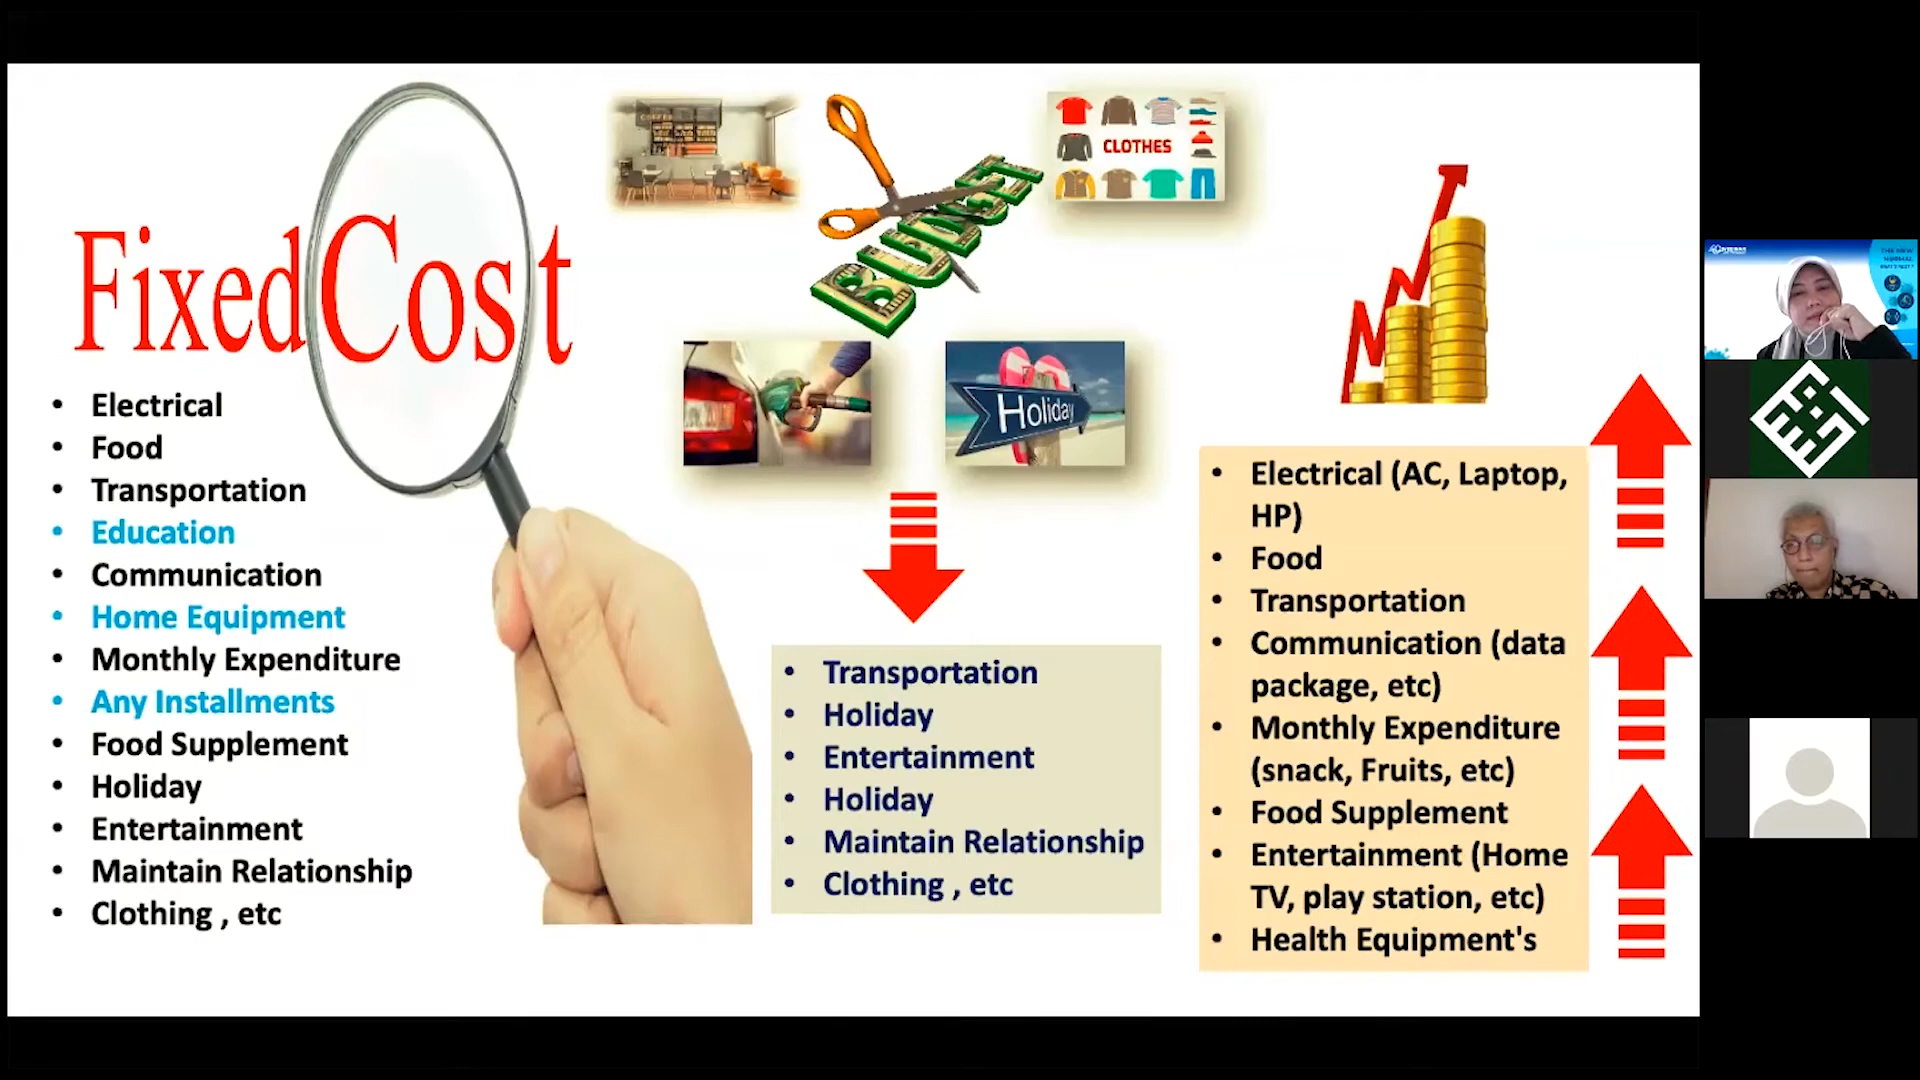 Fixed Cost
• Electrical
• Food
• Transportation
• Education
• Communication
• Home Equipment
• Monthly Expenditure
• Any Installments
• Food Supplement
• Holiday
• Entertainment
• Maintain Relationship
• Clothing , etc
BUDGET
CLOTHES
Holiday
• Transportation
• Holiday
• Entertainment
• Holiday
• Maintain Relationship
• Clothing , etc
• Electrical (AC, Laptop,
HP)
• Food
• Transportation
• Communication (data
package, etc)
• Monthly Expenditure
(snack, Fruits, etc)
• Food Supplement
• Entertainment (Home
TV, play station, etc)
• Health Equipment's
THE NEW
NORMAL